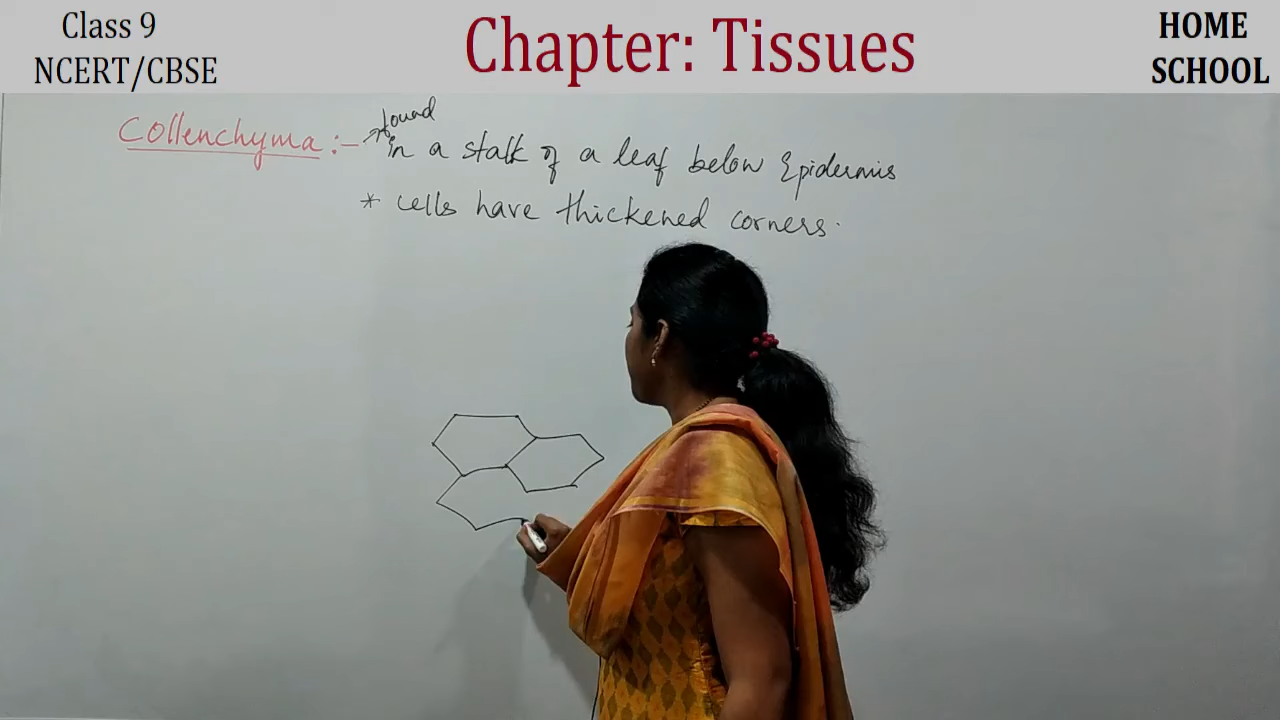 Class 9
NCERT/CBSE
Chapter: Tissues
HOME
SCHOOL
Collenchyma :- → found
in a stalk of a leaf below Epidermis
* cells have thickened corners.